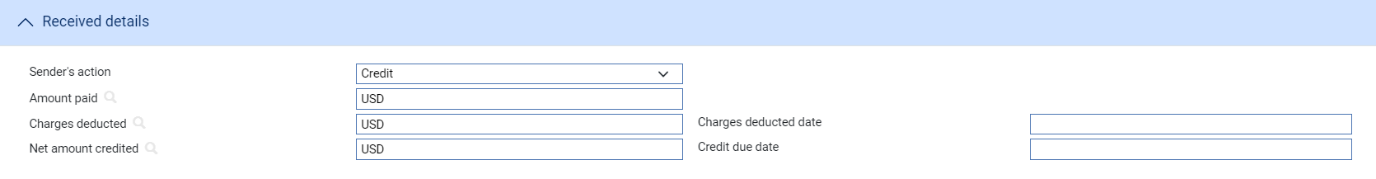 Received details
Sender's action Credit
Amount paid USD
Charges deducted USD Charges deducted date
Net amount credited USD Credit due date